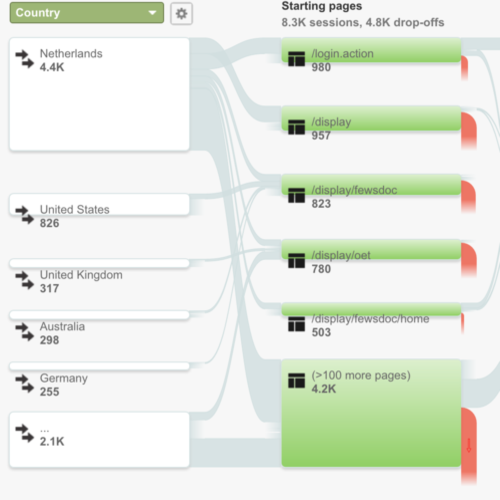 Country
Starting pages
8.3K sessions, 4.8K drop-offs
Netherlands
4.4K
United States
826
United Kingdom
317
Australia
298
Germany
255
...
2.1K
/login.action
980
/display
957
/display/fewsdoc
823
/display/oet
780
/display/fewsdoc/home
503
(>100 more pages)
4.2K